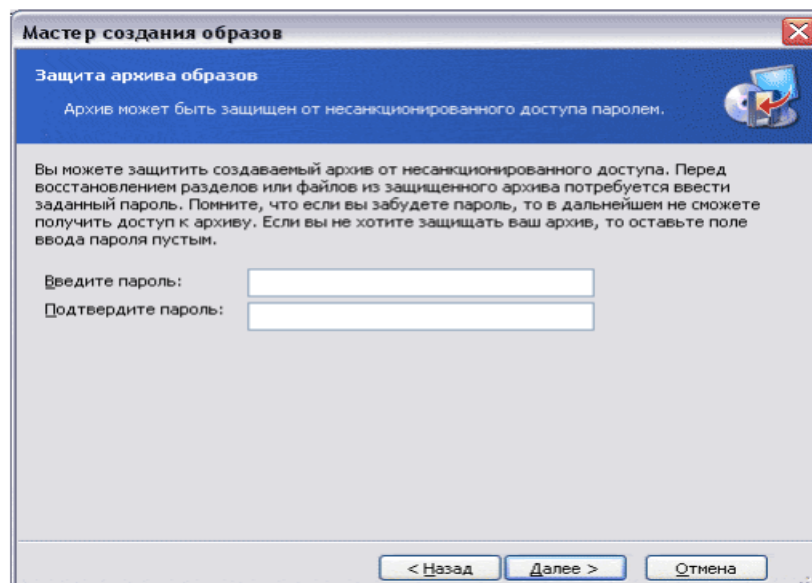 Мастер создания образов
Защита архива образов
Архив может быть защищен от несанкционированного доступа паролем.
Вы можете защитить создаваемый архив от несанкционированного доступа. Перед
восстановлением разделов или файлов из защищенного архива потребуется ввести
заданный пароль. Помните, что если вы забудете пароль, то в дальнейшем не сможете
получить доступ к архиву. Если вы не хотите защищать ваш архив, то оставьте поле
ввода пароля пустым.
Введите пароль:
Подтвердите пароль:
< Назад Далее > Отмена